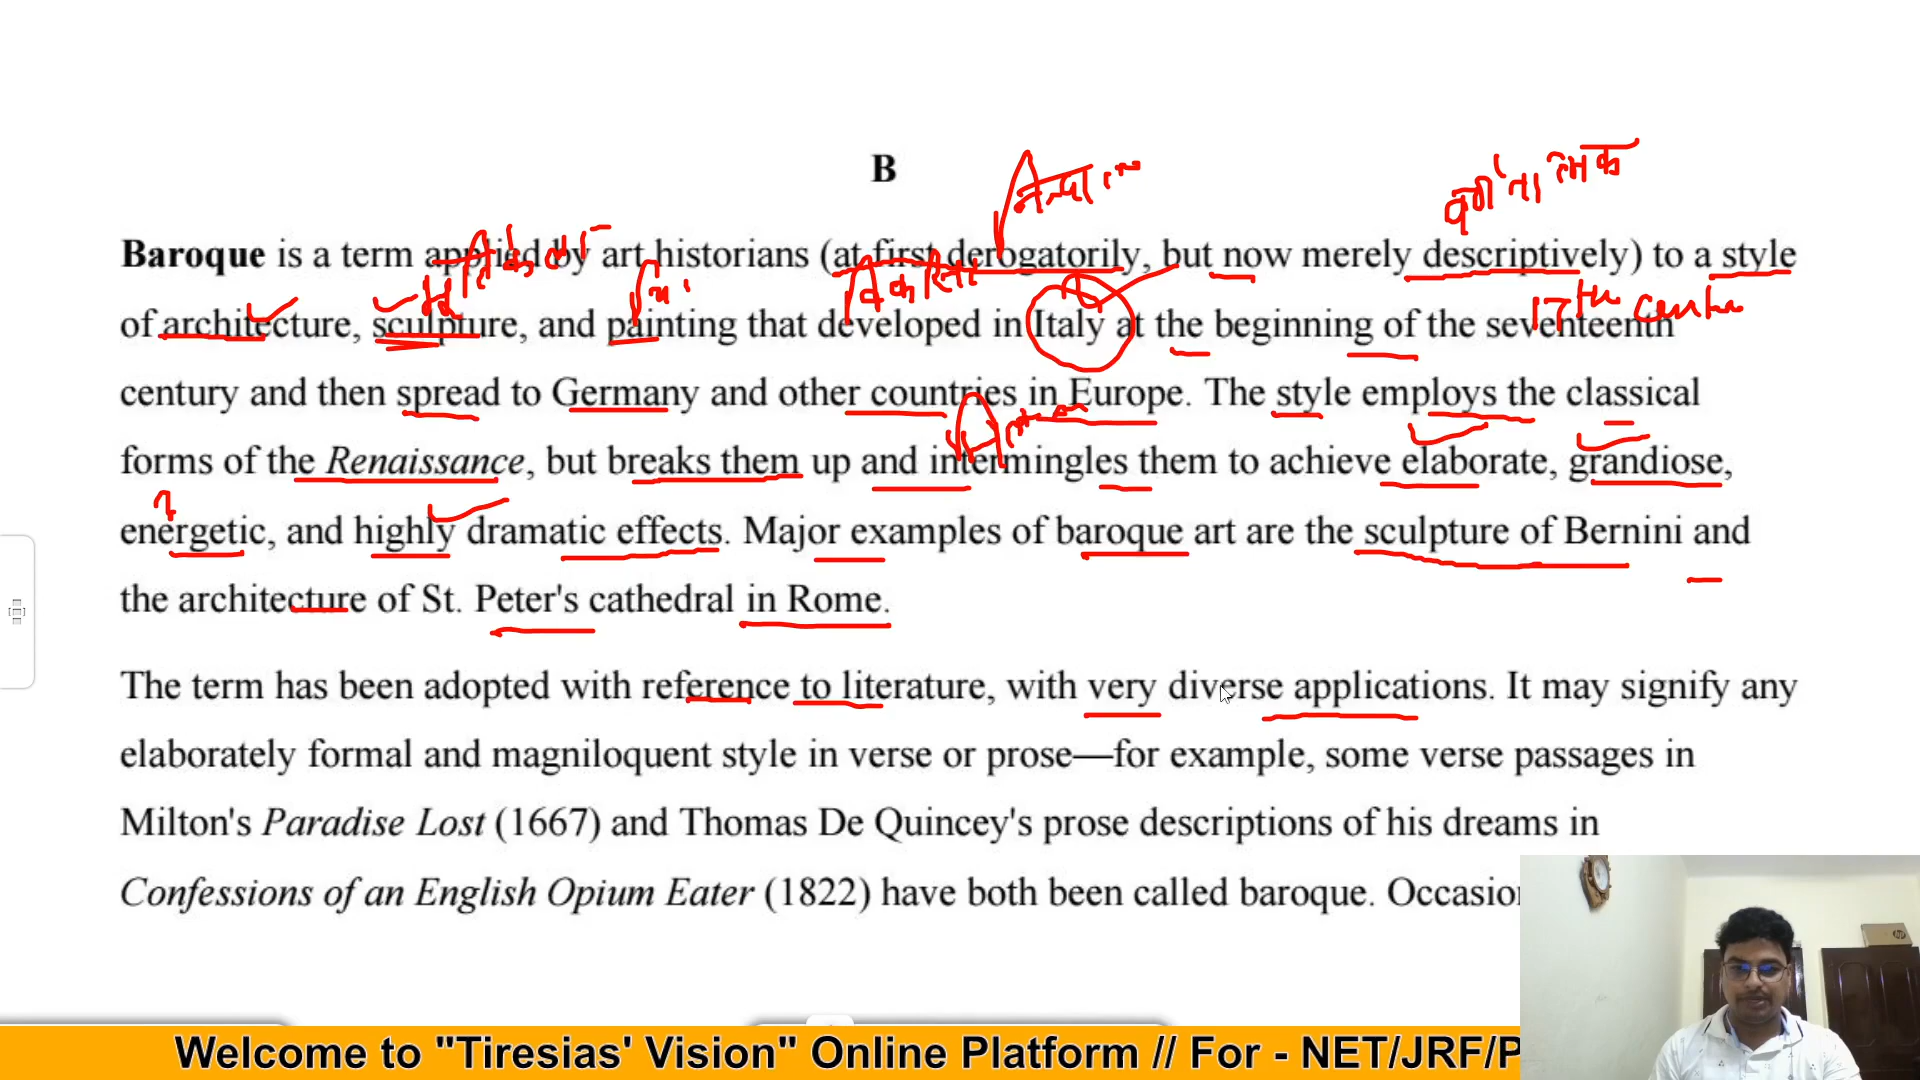 B
वर्णनात्मक
Baroque is a term applied by art historians (at first derogatorily, but now merely descriptively) to a style
17th
of architecture, sculpture, and painting that developed in Italy at the beginning of the seventeenth
century and then spread to Germany and other countries in Europe. The style employs the classical
forms of the Renaissance, but breaks them up and intermingles them to achieve elaborate, grandiose,
energetic, and highly dramatic effects. Major examples of baroque art are the sculpture of Bernini and
the architecture of St. Peter's cathedral in Rome.
The term has been adopted with reference to literature, with very diverse applications. It may signify any
elaborately formal and magniloquent style in verse or prose—for example, some verse passages in
Milton's Paradise Lost (1667) and Thomas De Quincey's prose descriptions of his dreams in
Confessions of an English Opium Eater (1822) have both been called baroque. Occasion
Welcome to "Tiresias' Vision" Online Platform // For - NET/JRF/P